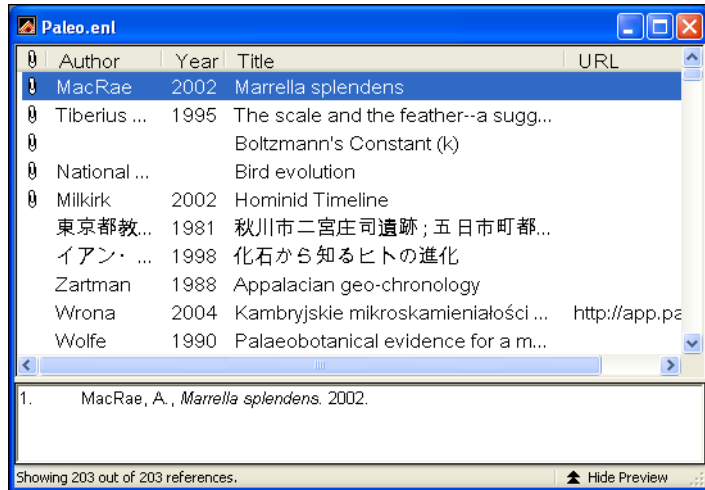 Paleo.enl
Author Year Title URL
MacRae 2002 Marrella splendens
Tiberius ... 1995 The scale and the feather--a sugg...
Boltzmann's Constant (k)
National ... Bird evolution
Milkirk 2002 Hominid Timeline
東京都教... 1981 秋川市二宮庄司遺跡 ; 五日市町都...
イアン・ ... 1998 化石から知るヒトの進化
Zartman 1988 Appalacian geo-chronology
Wrona 2004 Kambryjskie mikroskamieniałości ... http://app.pa
Wolfe 1990 Palaeobotanical evidence for a m...
1. MacRae, A., Marrella splendens. 2002.
Showing 203 out of 203 references. Hide Preview